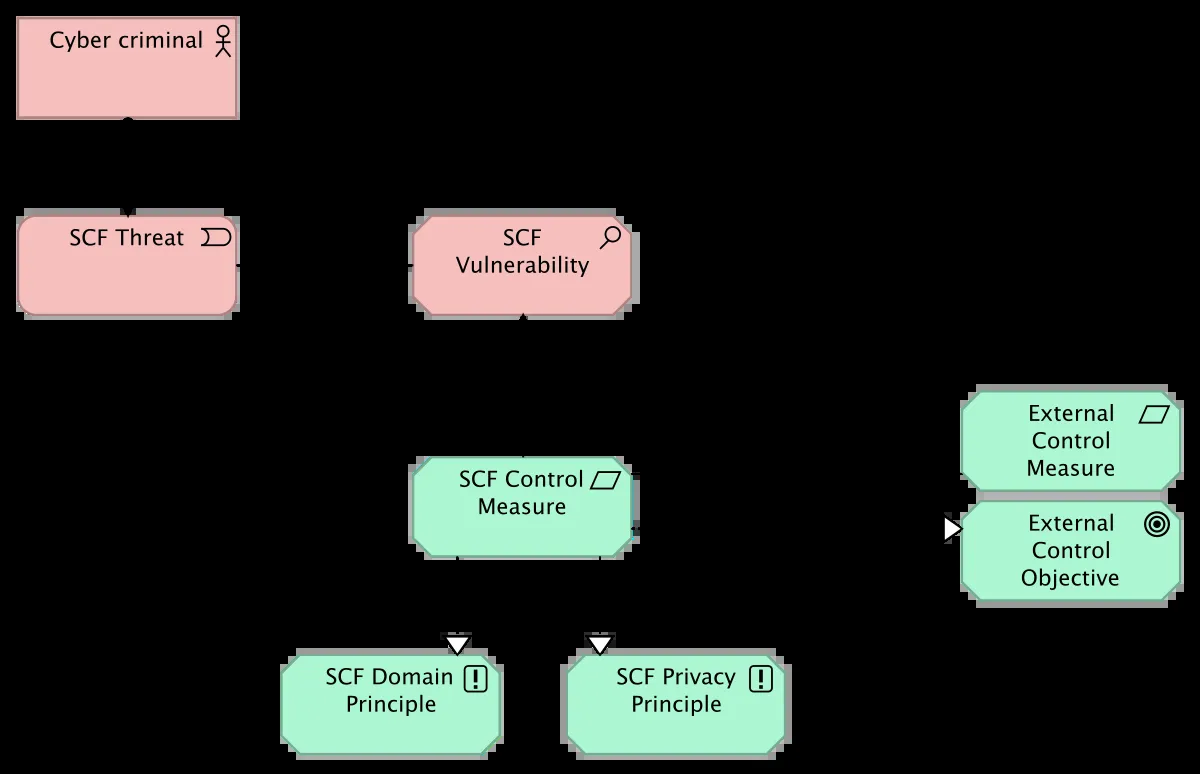 Cyber criminal
SCF Threat
SCF
Vulnerability
External
Control
Measure
SCF Control
Measure
External
Control
Objective
SCF Domain
Principle
SCF Privacy
Principle